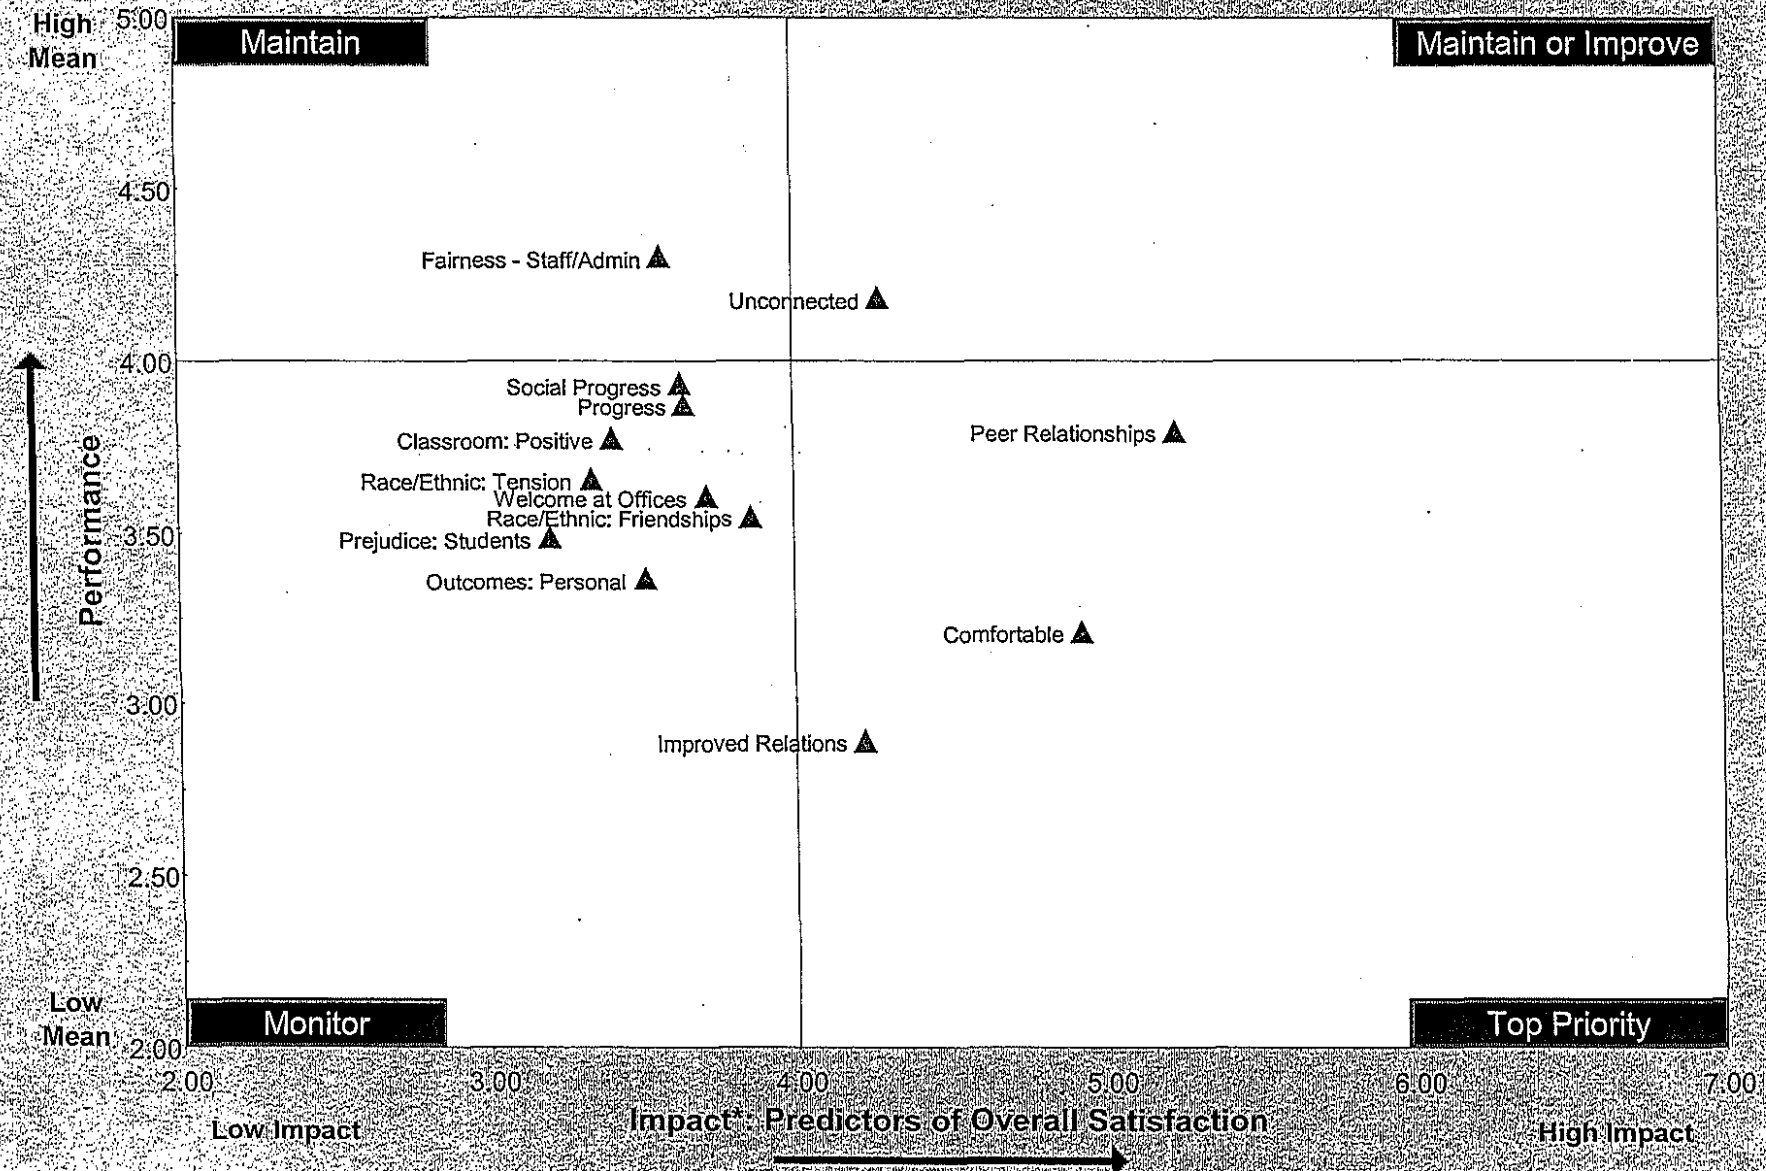 High
Mean
5.00
Maintain
Maintain or Improve
4.50
Fairness - Staff/Admin
Unconnected
4.00
Social Progress
Progress
Peer Relationships
Classroom: Positive
Race/Ethnic: Tension
Welcome at Offices
Race/Ethnic: Friendships
3.50
Prejudice: Students
Outcomes: Personal
Performance
Comfortable
3.00
Improved Relations
2.50
Low
Mean
Monitor
Top Priority
2.00
2.00 3.00 4.00 5.00 6.00 7.00
Impact*: Predictors of Overall Satisfaction
Low Impact
High Impact